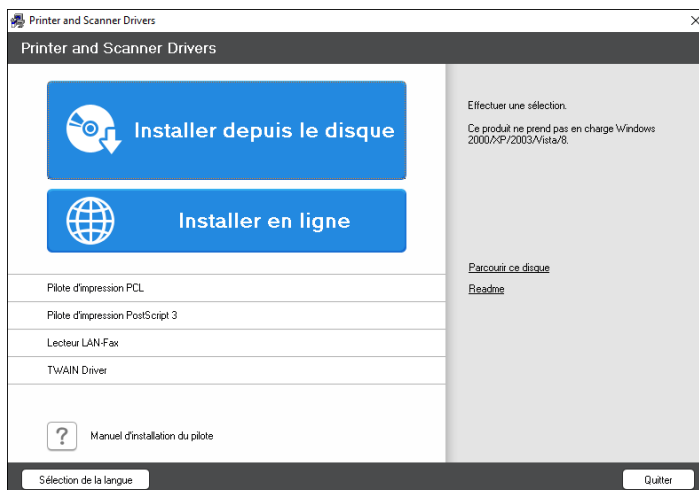 Printer and Scanner Drivers
Printer and Scanner Drivers
Installer depuis le disque
Installer en ligne
Pilote d'impression PCL
Pilote d'impression PostScript 3
Lecteur LAN-Fax
TWAIN Driver
? Manuel d'installation du pilote
Effectuer une sélection.
Ce produit ne prend pas en charge Windows
2000/XP/2003/Vista/8.
Parcourir ce disque
Readme
Sélection de la langue
Quitter